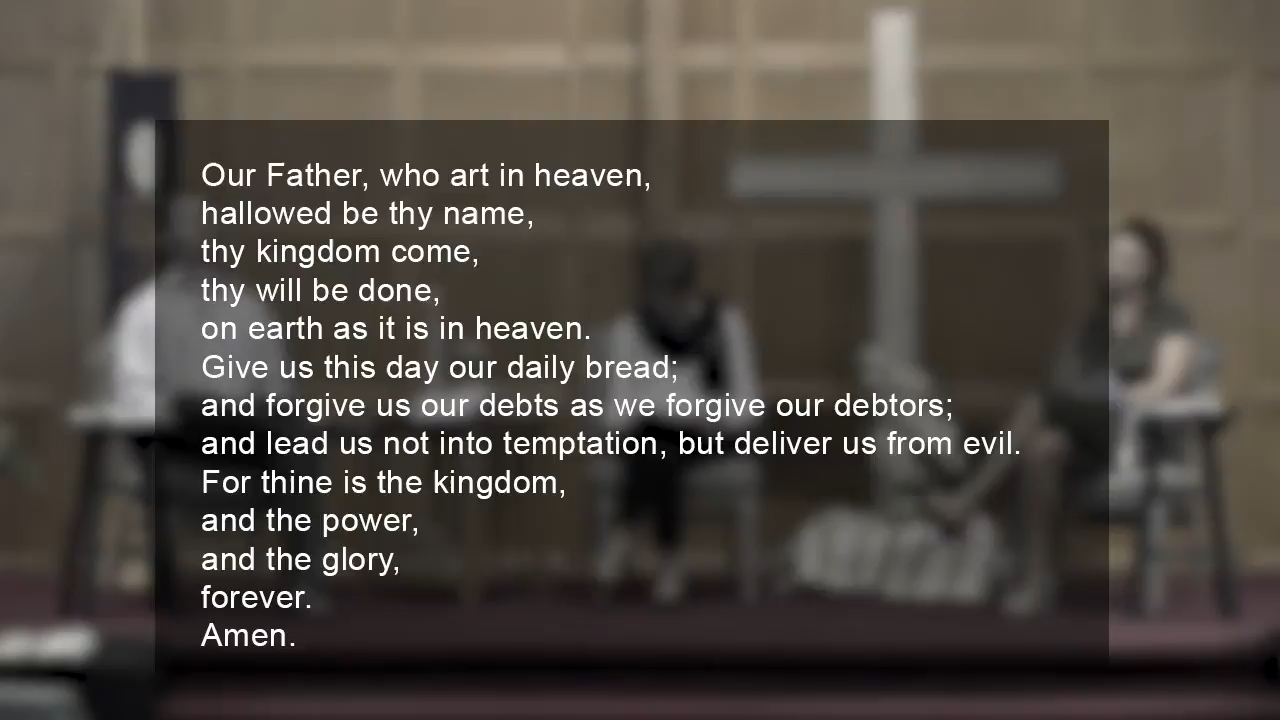 Our Father, who art in heaven,
hallowed be thy name,
thy kingdom come,
thy will be done,
on earth as it is in heaven.
Give us this day our daily bread;
and forgive us our debts as we forgive our debtors;
and lead us not into temptation, but deliver us from evil.
For thine is the kingdom,
and the power,
and the glory,
forever.
Amen.